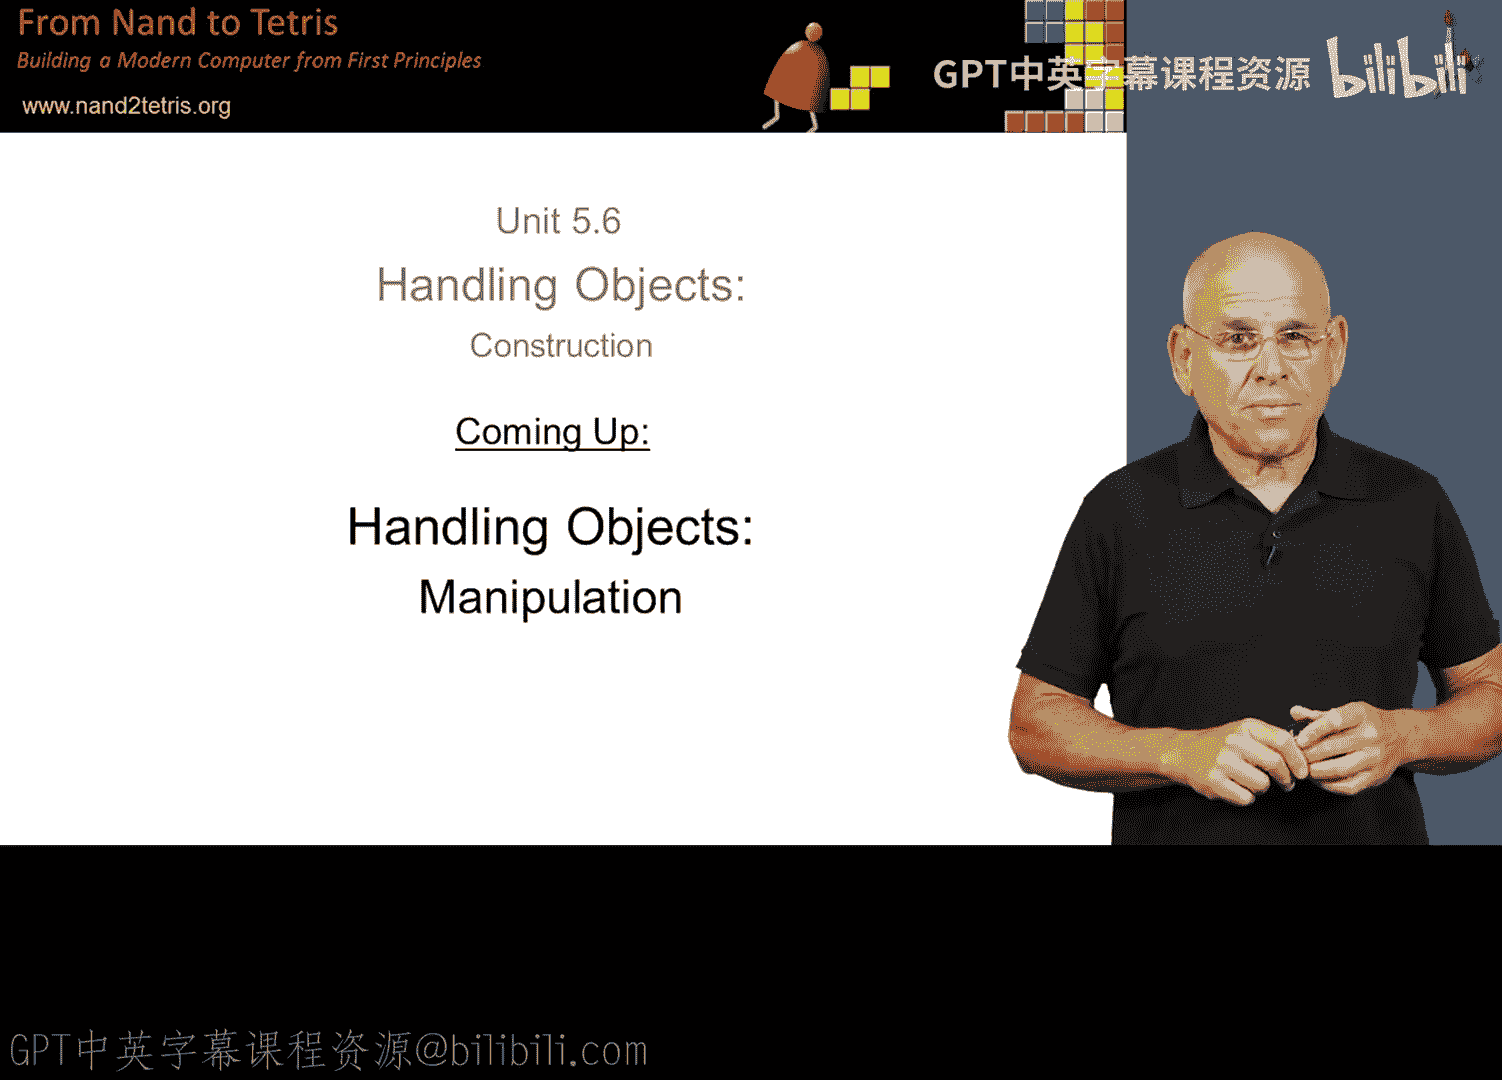 From Nand to Tetris
Building a Modern Computer from First Principles
www.nand2tetris.org
GPT中英字幕课程资源 bilibili
Unit 5.6
Handling Objects:
Construction
Coming Up:
Handling Objects:
Manipulation
GPT中英字幕课程资源@bilibili.com